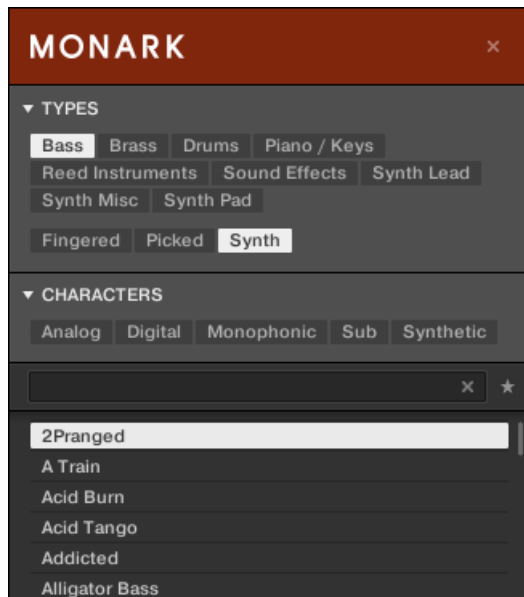 MONARK
TYPES
Bass Brass Drums Piano / Keys
Reed Instruments Sound Effects Synth Lead
Synth Misc Synth Pad
Fingered Picked Synth
CHARACTERS
Analog Digital Monophonic Sub Synthetic
2Pranged
A Train
Acid Burn
Acid Tango
Addicted
Alligator Bass